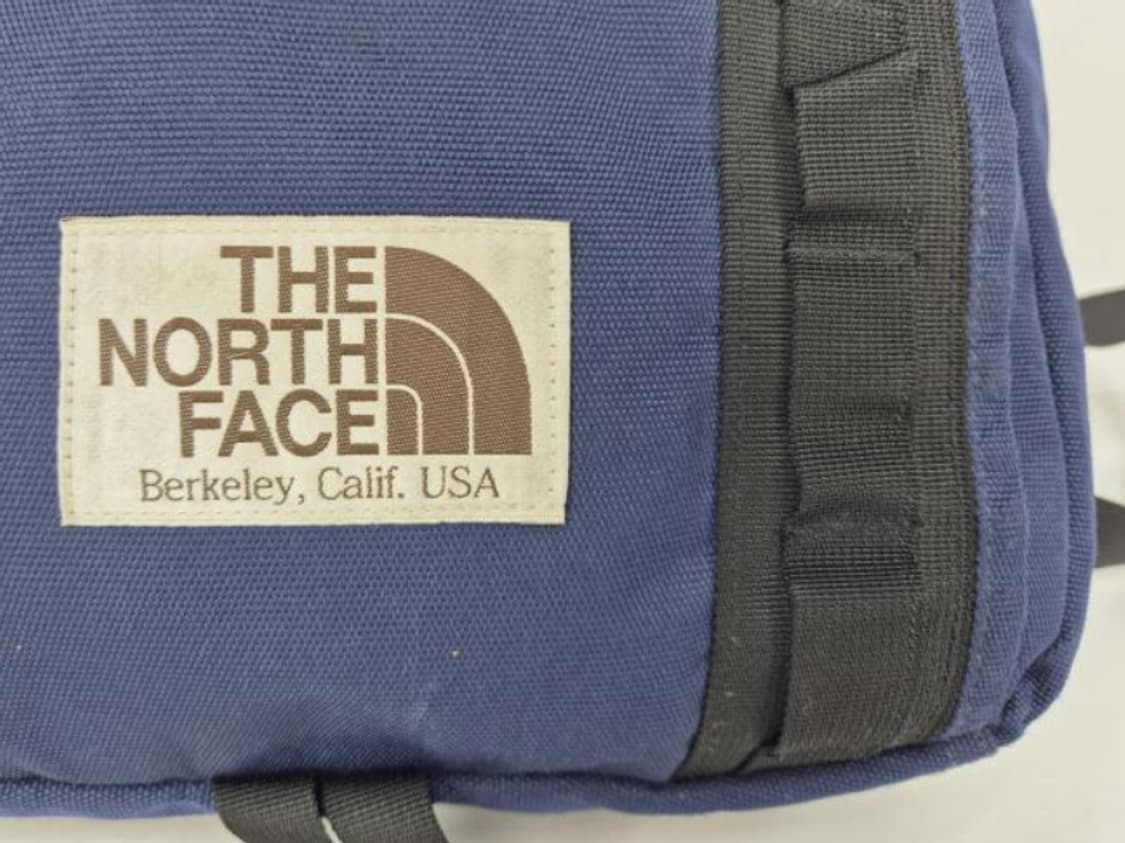 THE
NORTH
FACE
Berkeley, Calif. USA